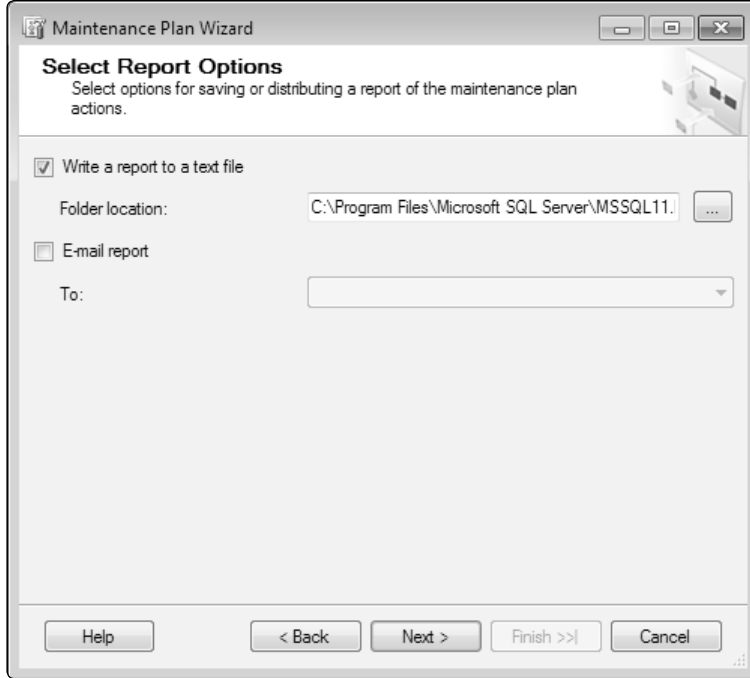 Maintenance Plan Wizard
Select Report Options
Select options for saving or distributing a report of the maintenance plan
actions.
Write a report to a text file
Folder location: C:\Program Files\Microsoft SQL Server\MSSQL11. ...
E-mail report
To:
Help < Back Next > Finish >>| Cancel